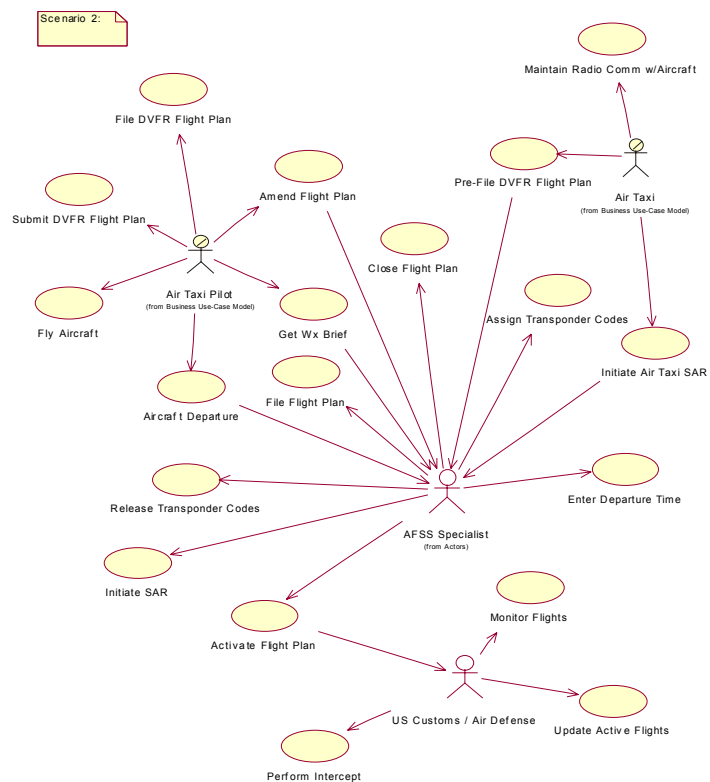 Scenario 2:
Maintain Radio Comm w/Aircraft
File DVFR Flight Plan
Amend Flight Plan
Pre-File DVFR Flight Plan
Air Taxi
(from Business Use-Case Model)
Submit DVFR Flight Plan
Close Flight Plan
Air Taxi Pilot
(from Business Use-Case Model)
Assign Transponder Codes
Fly Aircraft
Get Wx Brief
Initiate Air Taxi SAR
File Flight Plan
Aircraft Departure
Enter Departure Time
Release Transponder Codes
AFSS Specialist
(from Actors)
Initiate SAR
Monitor Flights
Activate Flight Plan
US Customs / Air Defense
Update Active Flights
Perform Intercept